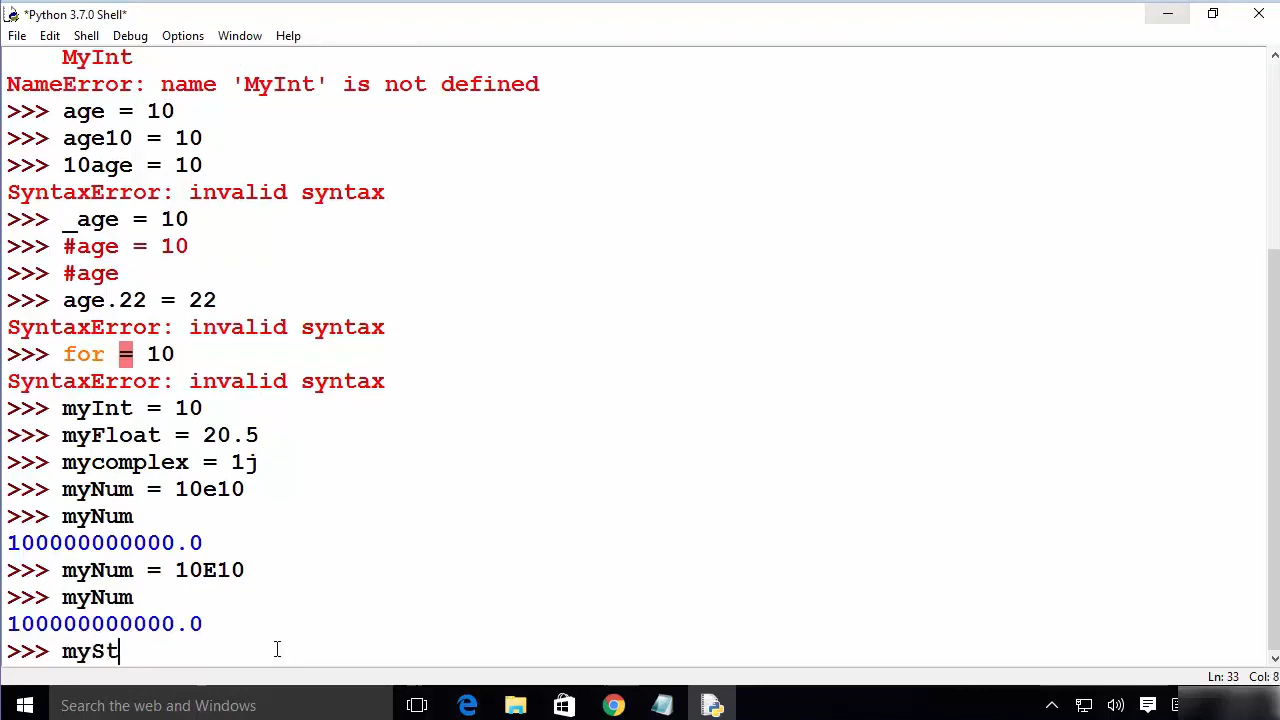 *Python 3.7.0 Shell*
File Edit Shell Debug Options Window Help
MyInt
NameError: name 'MyInt' is not defined
>>> age = 10
>>> age10 = 10
>>> 10age = 10
SyntaxError: invalid syntax
>>> _age = 10
>>> #age = 10
>>> #age
>>> age.22 = 22
SyntaxError: invalid syntax
>>> for = 10
SyntaxError: invalid syntax
>>> myInt = 10
>>> myFloat = 20.5
>>> mycomplex = 1j
>>> myNum = 10e10
>>> myNum
100000000000.0
>>> myNum = 10E10
>>> myNum
100000000000.0
>>> mySt
Ln: 33 Col: 8
Search the web and Windows